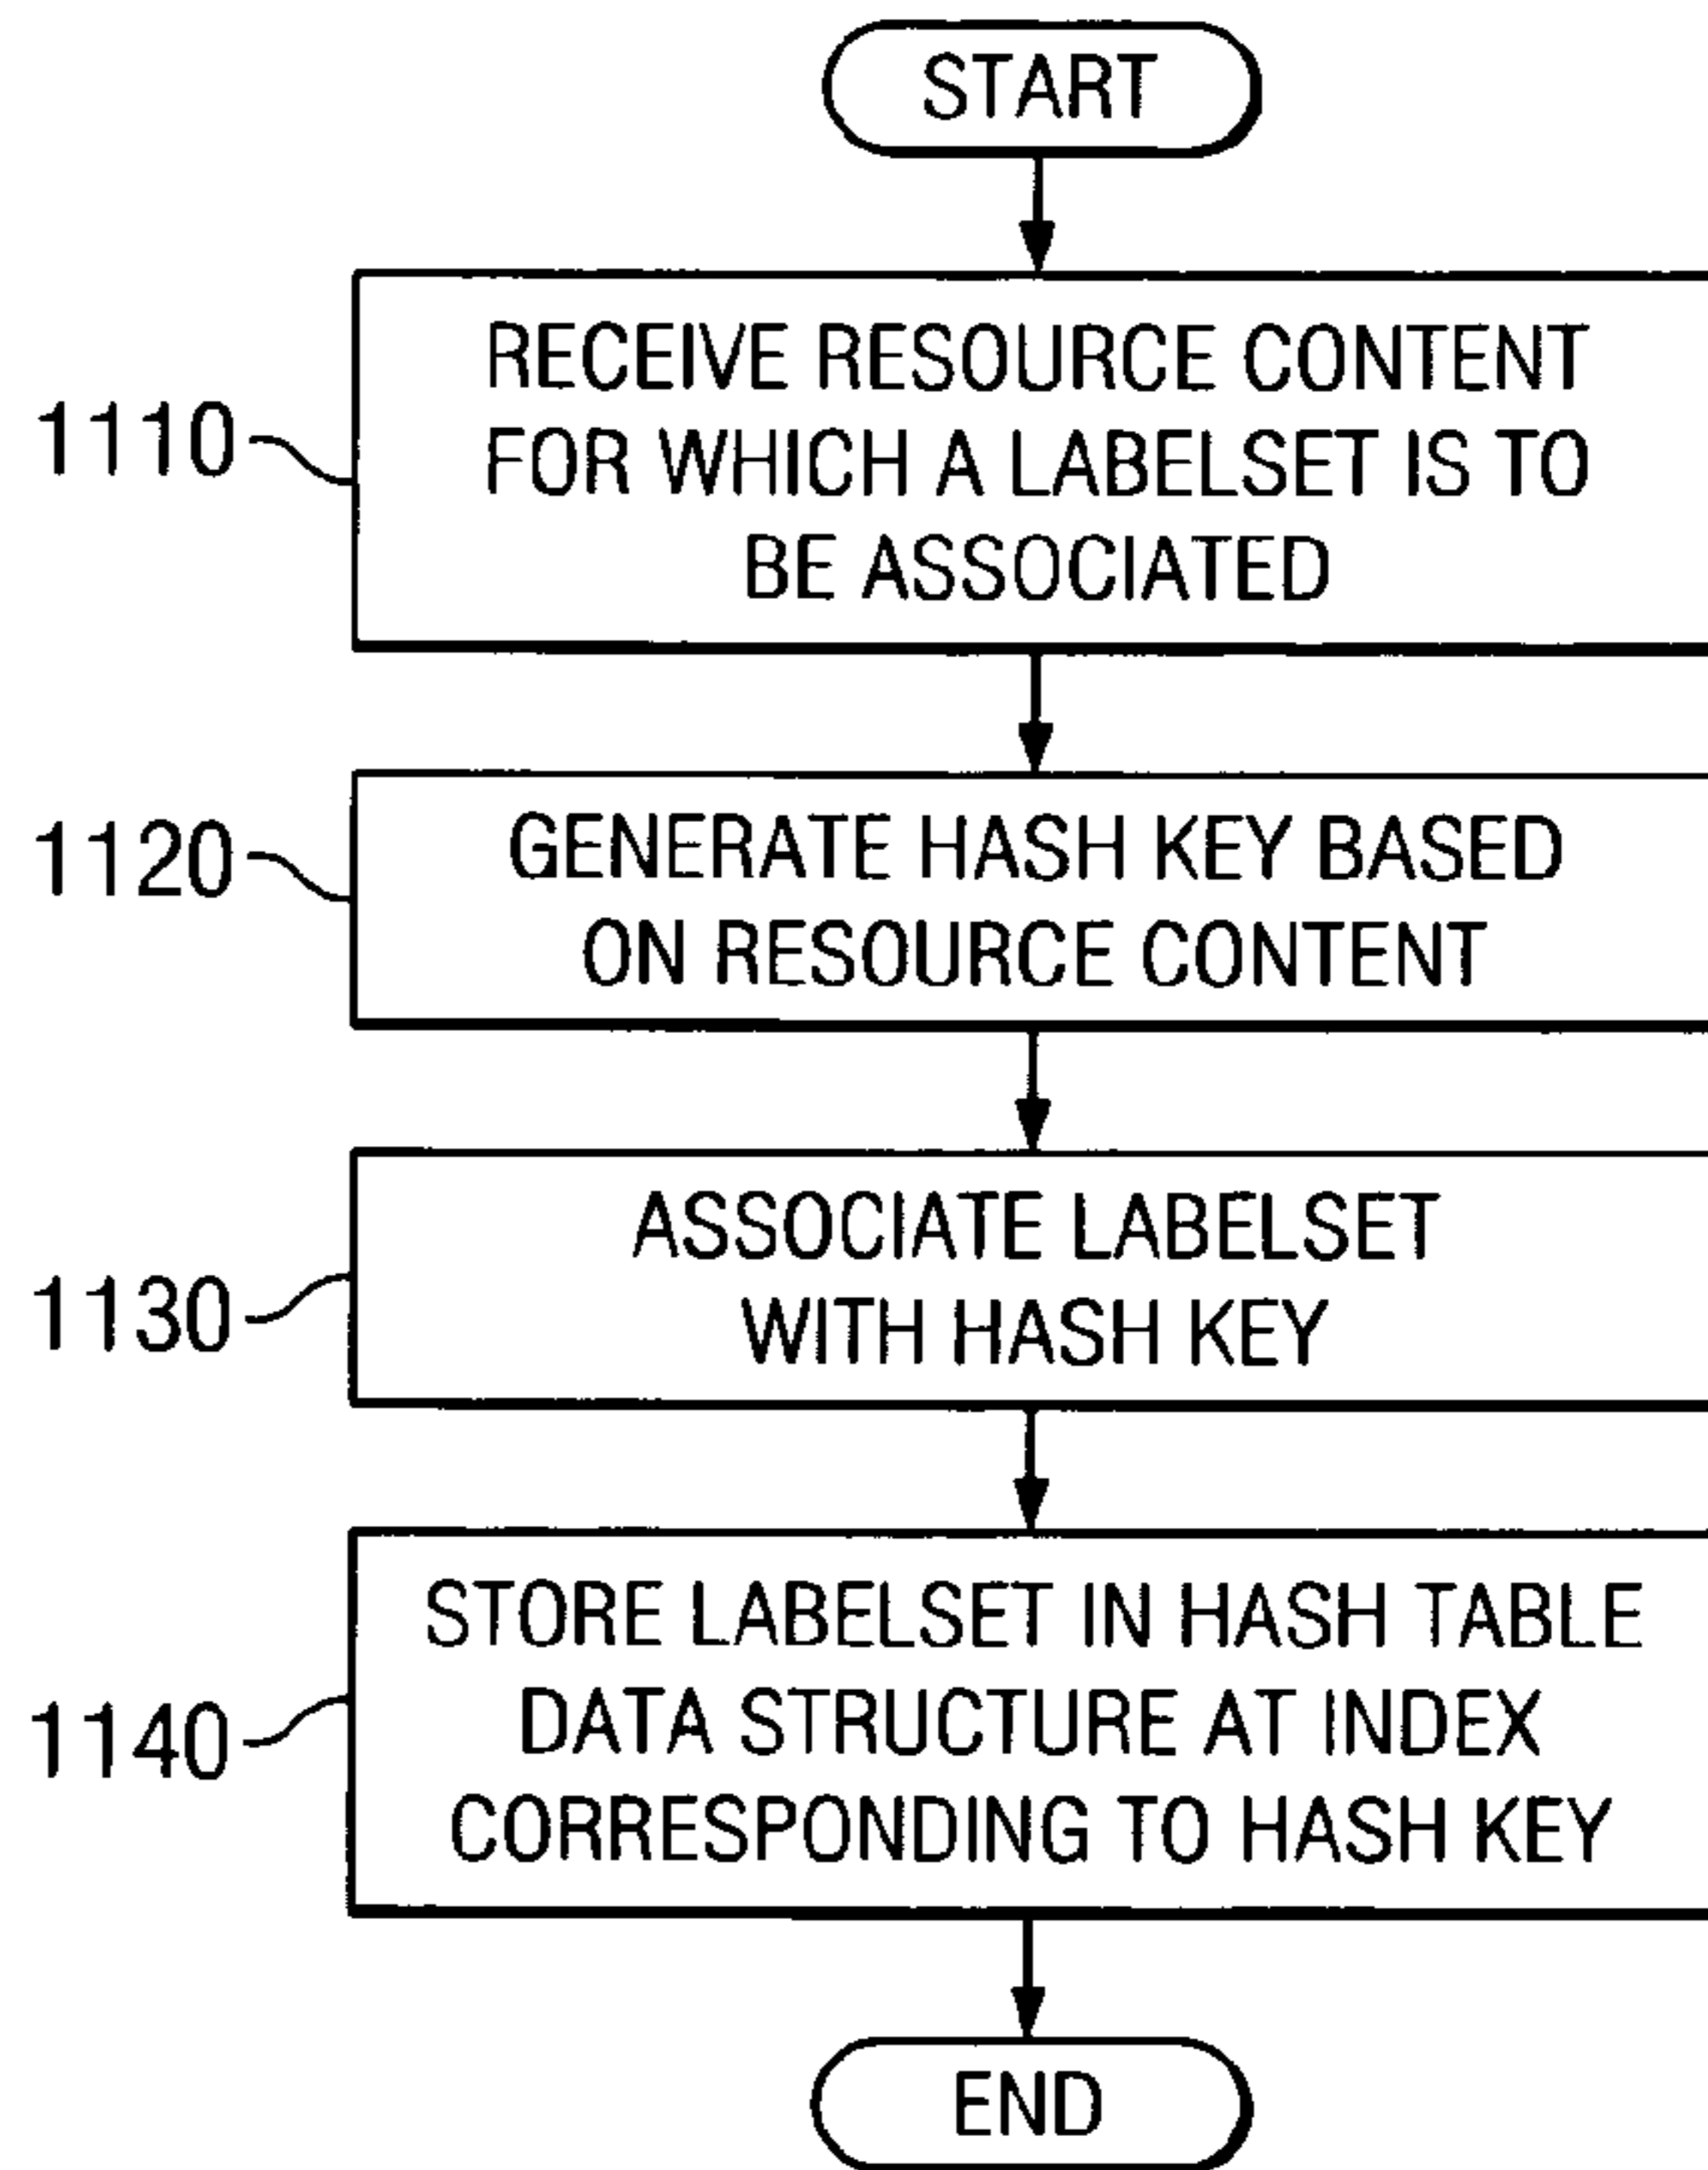 START
RECEIVE RESOURCE CONTENT
1110
FOR WHICH A LABELSET IS TO
BE ASSOCIATED
1120
GENERATE HASH KEY BASED
ON RESOURCE CONTENT
ASSOCIATE LABELSET
1130
WITH HASH KEY
STORE LABELSET IN HASH TABLE
1140
DATA STRUCTURE AT INDEX
CORRESPONDING TO HASH KEY
END